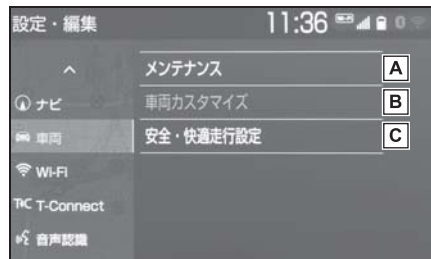 設定・編集 11:36
メンテナンス A
ナビ 車両カスタマイズ B
車両 安全・快適走行設定 C
Wi-Fi
T-Connect
音声認識